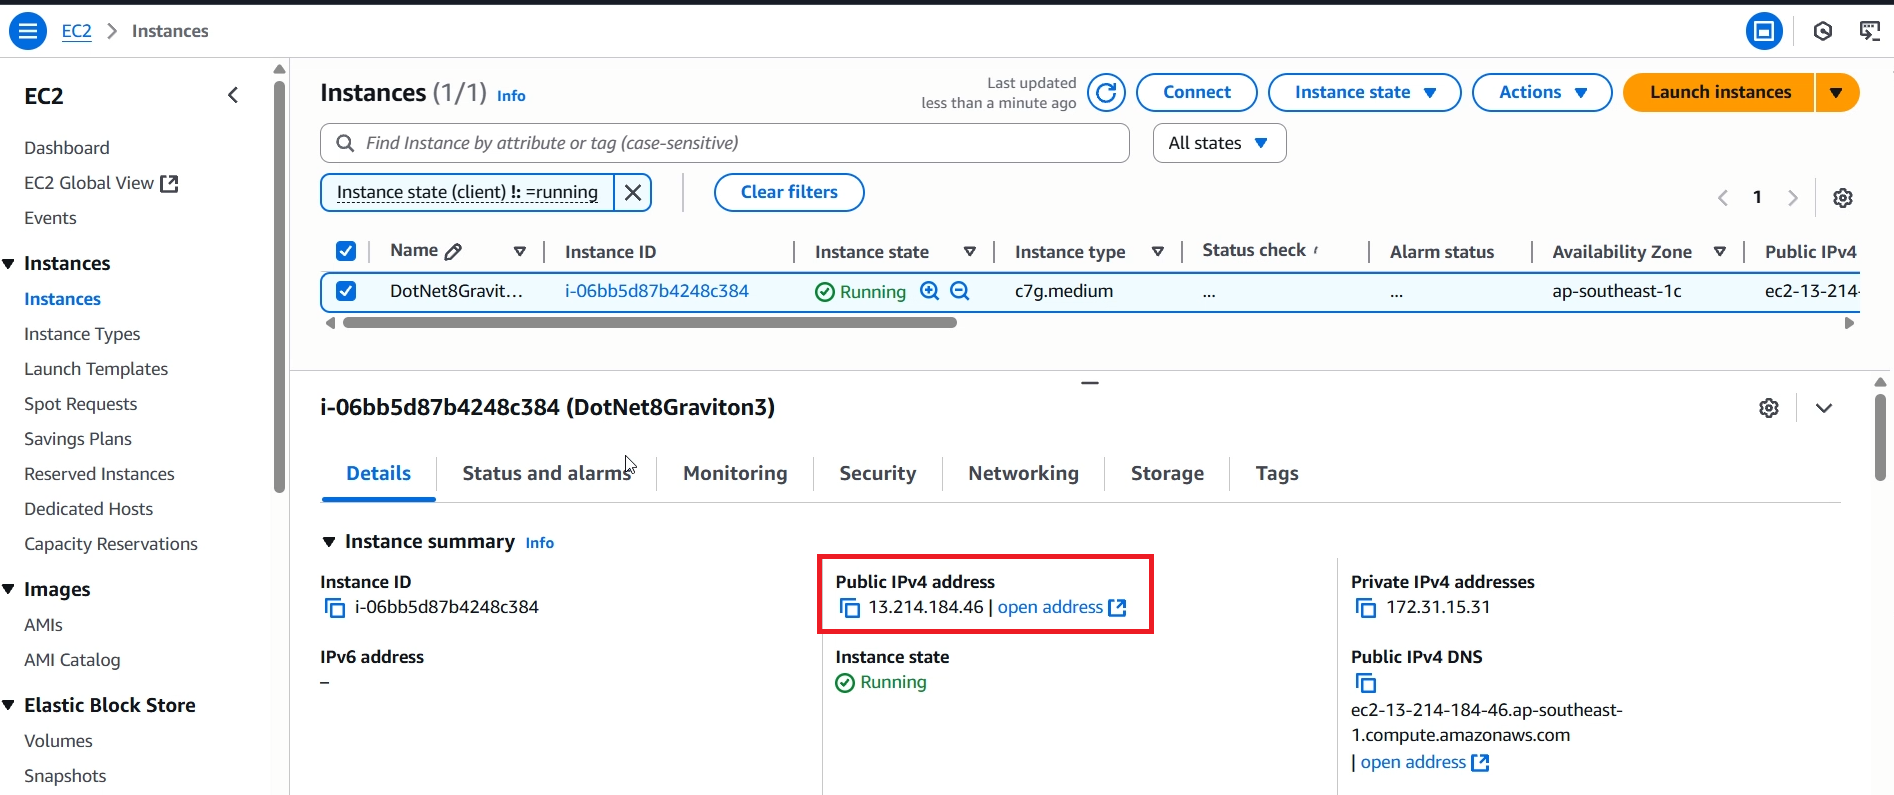 EC2 > Instances
EC2
Dashboard
EC2 Global View
Events
Instances
Instances
Instance Types
Launch Templates
Spot Requests
Savings Plans
Reserved Instances
Dedicated Hosts
Capacity Reservations
Images
AMIs
AMI Catalog
Elastic Block Store
Volumes
Snapshots
Instances (1/1) Info
Last updated
less than a minute ago
Connect
Instance state
Actions
Launch instances
Find Instance by attribute or tag (case-sensitive)
All states
Instance state (client) !: =running
Clear filters
1
Name Instance ID Instance state Instance type Status check Alarm status Availability Zone Public IPv4
DotNet8Gravit... i-06bb5d87b4248c384 Running c7g.medium ... ... ap-southeast-1c ec2-13-214-
i-06bb5d87b4248c384 (DotNet8Graviton3)
Details Status and alarms Monitoring Security Networking Storage Tags
Instance summary Info
Instance ID
i-06bb5d87b4248c384
Public IPv4 address
13.214.184.46 | open address
Private IPv4 addresses
172.31.15.31
IPv6 address
–
Instance state
Running
Public IPv4 DNS
ec2-13-214-184-46.ap-southeast-
1.compute.amazonaws.com
| open address